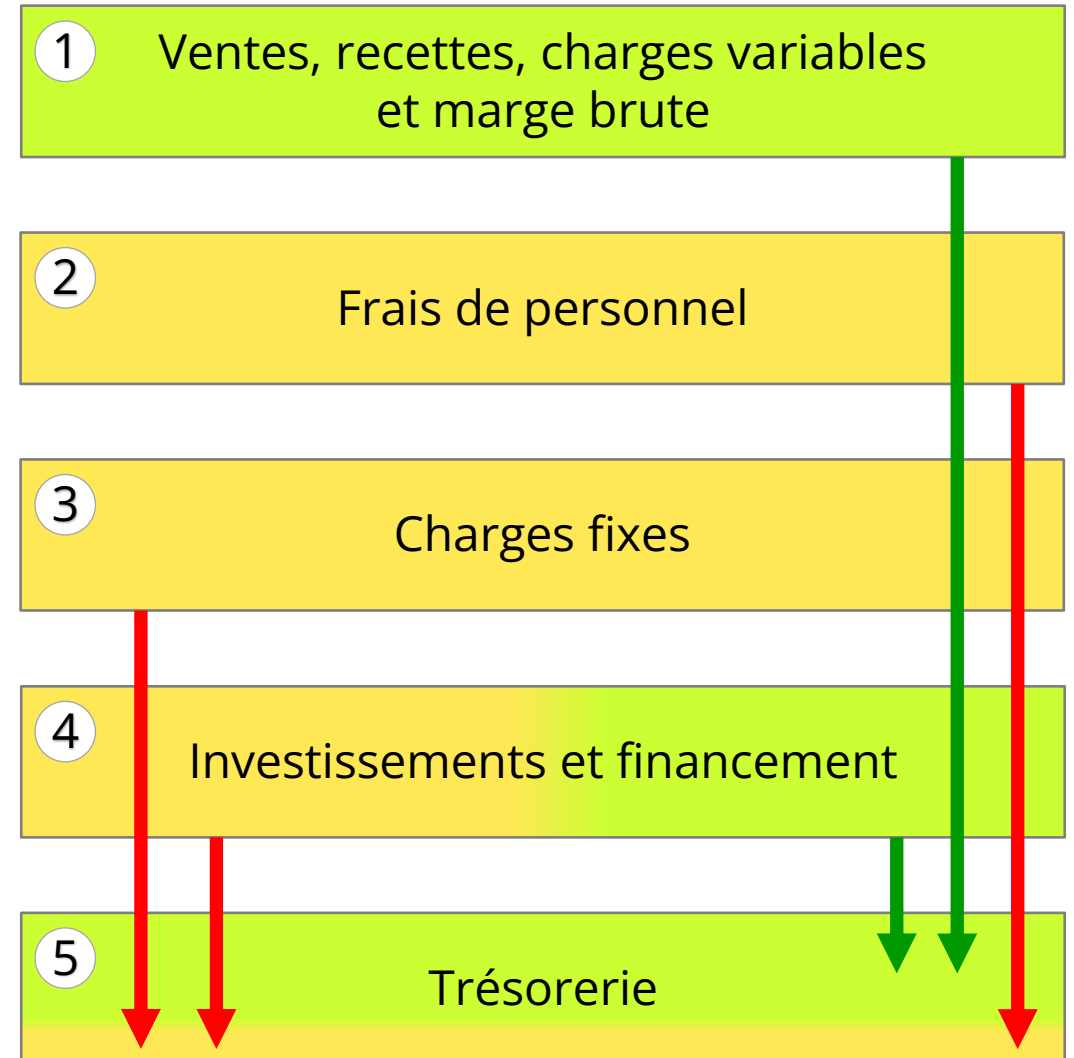 1
Ventes, recettes, charges variables
et marge brute
2
Frais de personnel
3
Charges fixes
4
Investissements et financement
5
Trésorerie